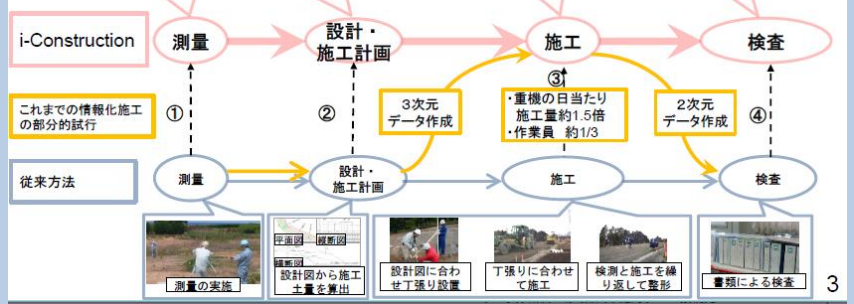 i-Construction
測量
設計・
施工計画
施工
検査
これまでの情報化施工
の部分的試行
①
②
3次元
データ作成
③
・重機の日当たり
施工量約1.5倍
・作業員 約1/3
2次元
データ作成
④
従来方法
測量
設計・
施工計画
施工
検査
測量の実施
平面図
縦断図
横断図
設計図から施工
土量を算出
設計図に合わ
せ丁張り設置
丁張りに合わせ
て施工
検測と施工を繰
り返して整形
書類による検査
3